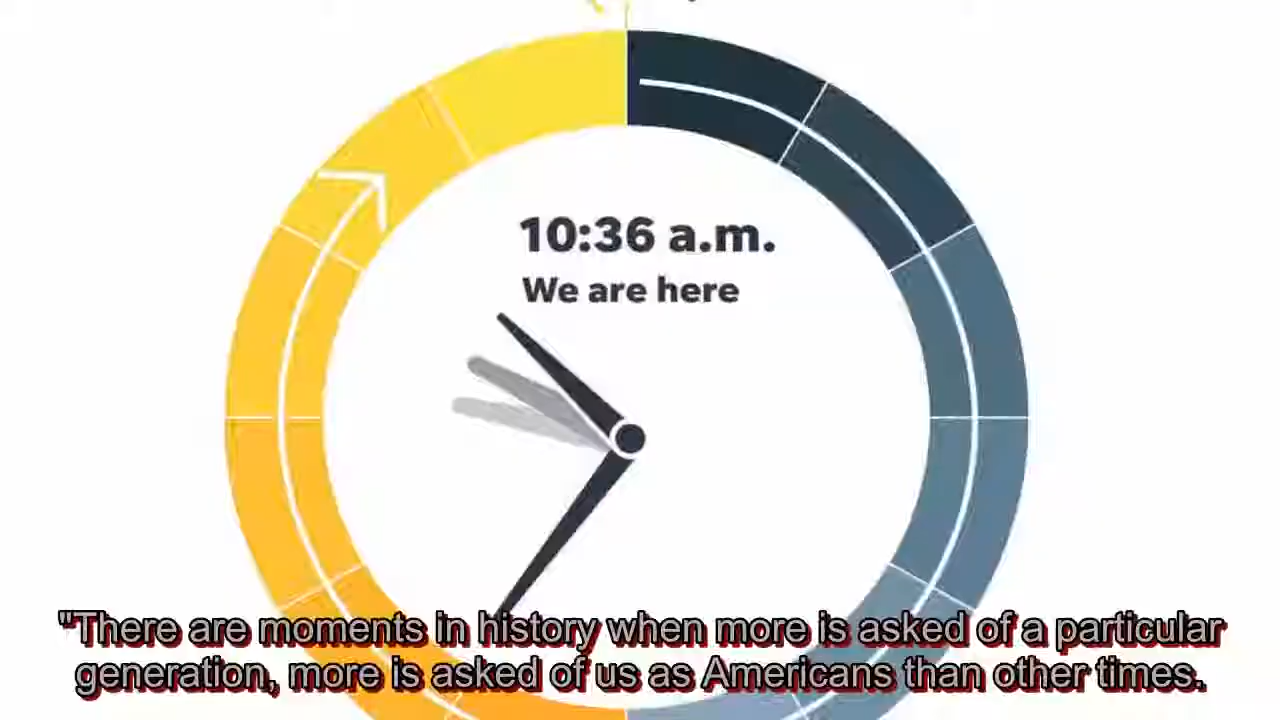 10:36 a.m.
We are here
"There are moments in history when more is asked of a particular
generation, more is asked of us as Americans than other times.